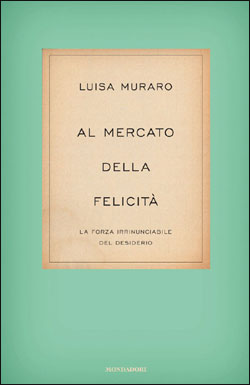 LUISA MURARO
AL MERCATO
DELLA
FELICITÀ
LA FORZA IRRINUNCIABILE
DEL DESIDERIO
MONDADORI